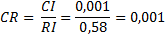 CR = CI/RI = 0,001/0,58 = 0,001